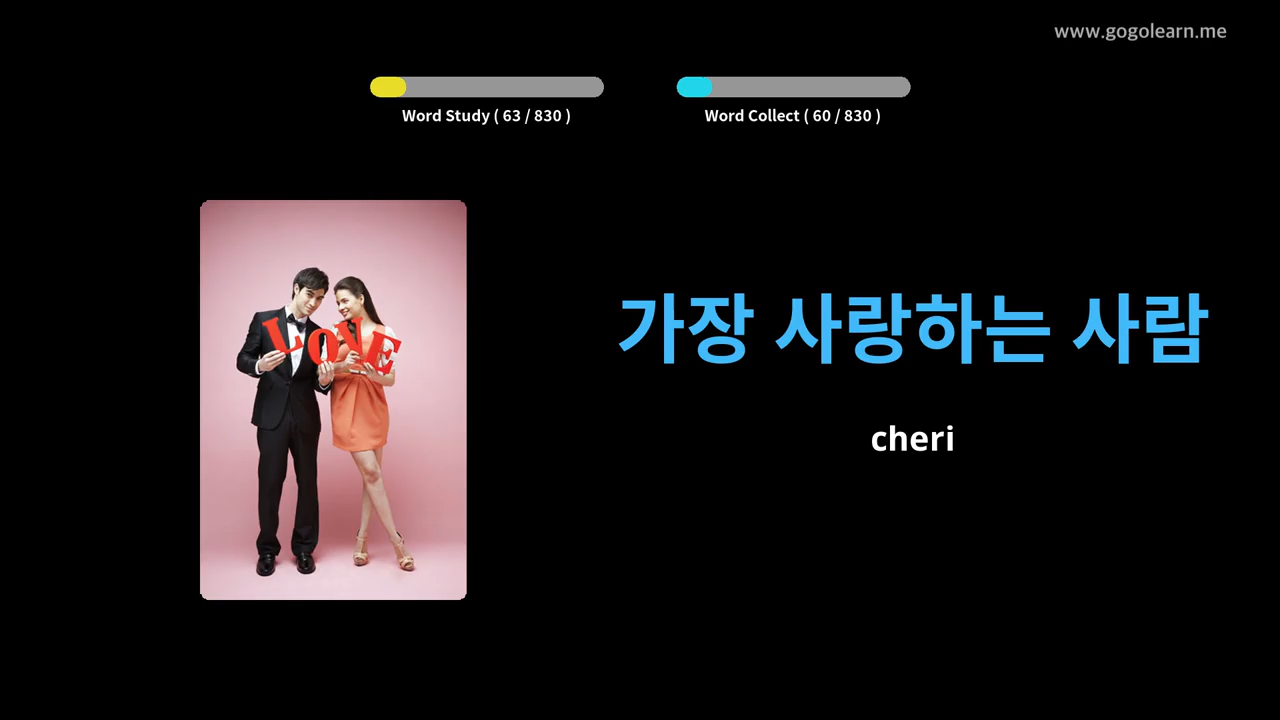 www.gogolearn.me
Word Study ( 63 / 830 )
Word Collect ( 60 / 830 )
LOVE
가장 사랑하는 사람
cheri